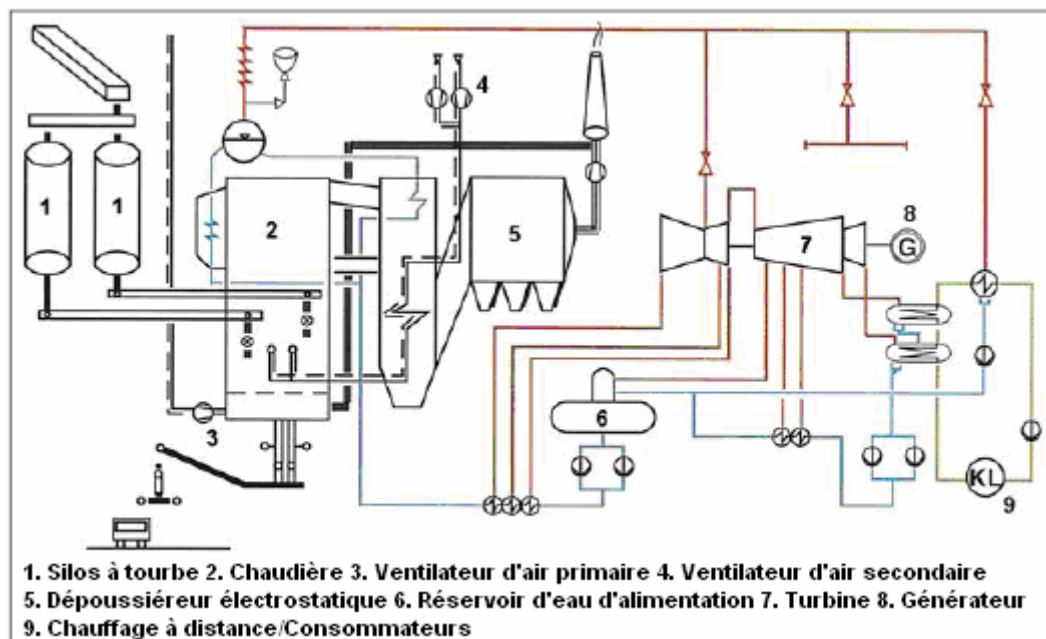 4
1
1
2
5
8
7
G
6
3
KL
9
1. Silos à tourbe 2. Chaudière 3. Ventilateur d'air primaire 4. Ventilateur d'air secondaire
5. Dépoussiéreur électrostatique 6. Réservoir d'eau d'alimentation 7. Turbine 8. Générateur
9. Chauffage à distance/Consommateurs